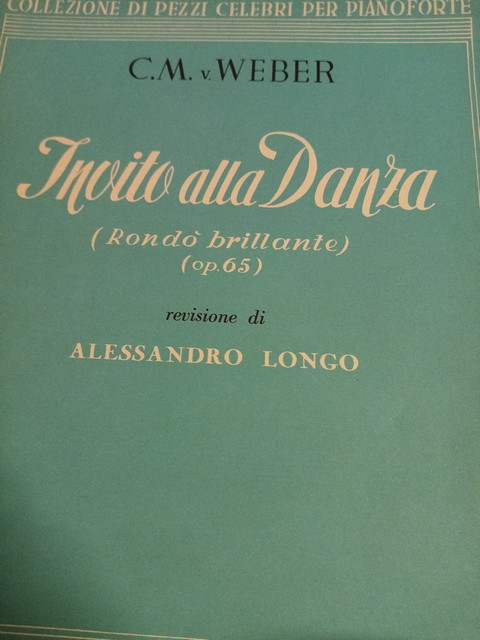 COLLEZIONE DI PEZZI CELEBRI PER PIANOFORTE
C.M. v. WEBER
Invito alla Danza
(Rondò brillante)
(op. 65)
revisione di
ALESSANDRO LONGO